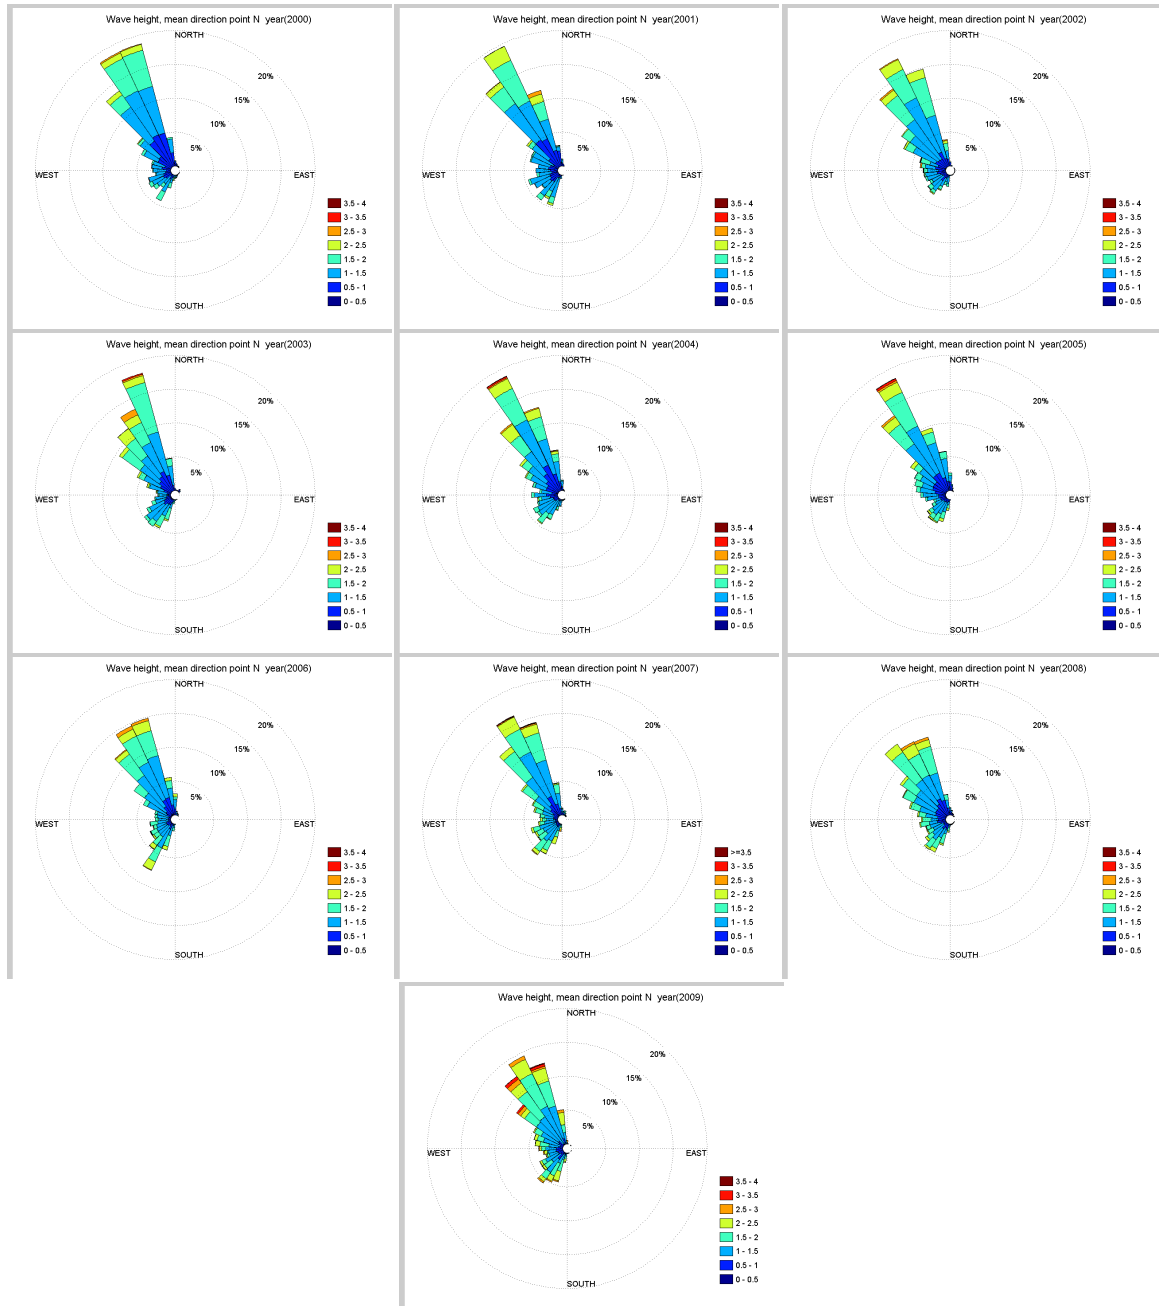 Wave height, mean direction point N year(2000)
NORTH
20%
15%
10%
5%
WEST
EAST
SOUTH
3.5 - 4
3 - 3.5
2.5 - 3
2 - 2.5
1.5 - 2
1 - 1.5
0.5 - 1
0 - 0.5
Wave height, mean direction point N year(2001)
NORTH
20%
15%
10%
5%
WEST
EAST
SOUTH
3.5 - 4
3 - 3.5
2.5 - 3
2 - 2.5
1.5 - 2
1 - 1.5
0.5 - 1
0 - 0.5
Wave height, mean direction point N year(2002)
NORTH
20%
15%
10%
5%
WEST
EAST
SOUTH
3.5 - 4
3 - 3.5
2.5 - 3
2 - 2.5
1.5 - 2
1 - 1.5
0.5 - 1
0 - 0.5
Wave height, mean direction point N year(2003)
NORTH
20%
15%
10%
5%
WEST
EAST
SOUTH
3.5 - 4
3 - 3.5
2.5 - 3
2 - 2.5
1.5 - 2
1 - 1.5
0.5 - 1
0 - 0.5
Wave height, mean direction point N year(2004)
NORTH
20%
15%
10%
5%
WEST
EAST
SOUTH
3.5 - 4
3 - 3.5
2.5 - 3
2 - 2.5
1.5 - 2
1 - 1.5
0.5 - 1
0 - 0.5
Wave height, mean direction point N year(2005)
NORTH
20%
15%
10%
5%
WEST
EAST
SOUTH
3.5 - 4
3 - 3.5
2.5 - 3
2 - 2.5
1.5 - 2
1 - 1.5
0.5 - 1
0 - 0.5
Wave height, mean direction point N year(2006)
NORTH
20%
15%
10%
5%
WEST
EAST
SOUTH
3.5 - 4
3 - 3.5
2.5 - 3
2 - 2.5
1.5 - 2
1 - 1.5
0.5 - 1
0 - 0.5
Wave height, mean direction point N year(2007)
NORTH
20%
15%
10%
5%
WEST
EAST
SOUTH
>=3.5
3 - 3.5
2.5 - 3
2 - 2.5
1.5 - 2
1 - 1.5
0.5 - 1
0 - 0.5
Wave height, mean direction point N year(2008)
NORTH
20%
15%
10%
5%
WEST
EAST
SOUTH
3.5 - 4
3 - 3.5
2.5 - 3
2 - 2.5
1.5 - 2
1 - 1.5
0.5 - 1
0 - 0.5
Wave height, mean direction point N year(2009)
NORTH
20%
15%
10%
5%
WEST
EAST
SOUTH
3.5 - 4
3 - 3.5
2.5 - 3
2 - 2.5
1.5 - 2
1 - 1.5
0.5 - 1
0 - 0.5